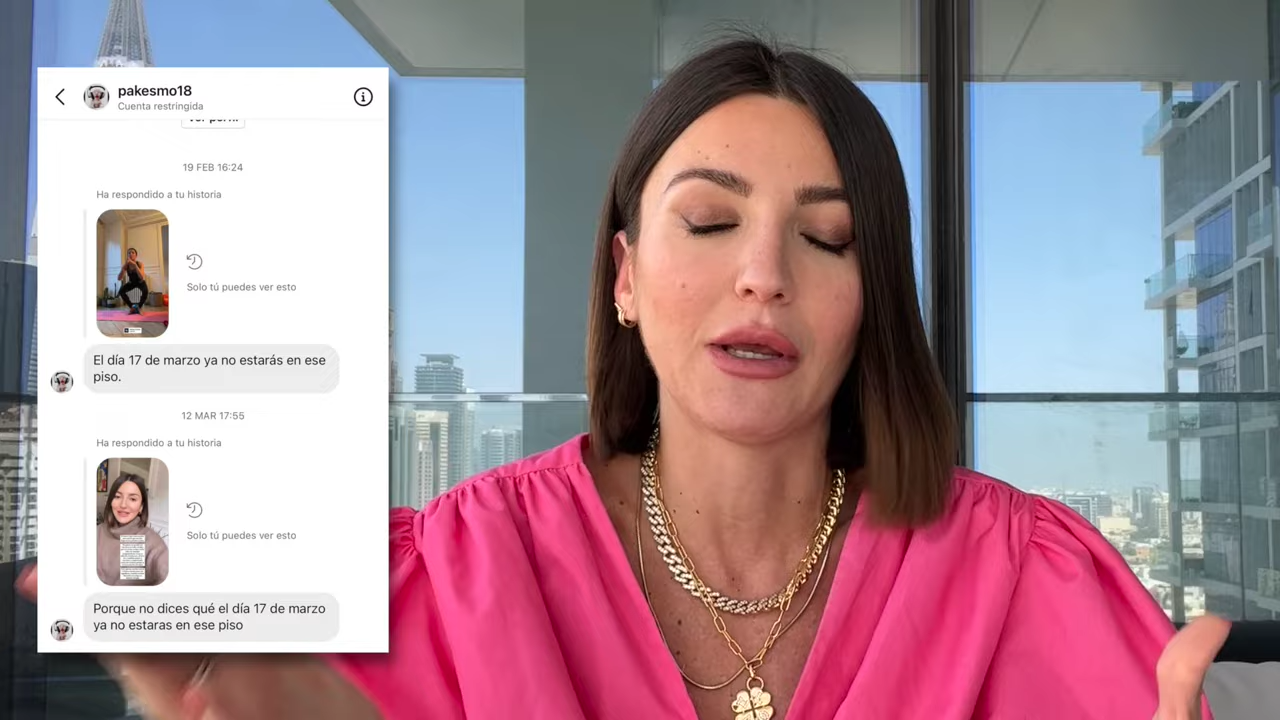 pakesmo18
Cuenta restringida
19 FEB 16:24
Ha respondido a tu historia
Solo tú puedes ver esto
El día 17 de marzo ya no estarás en ese
piso.
12 MAR 17:55
Ha respondido a tu historia
Solo tú puedes ver esto
Porque no dices qué el día 17 de marzo
ya no estaras en ese piso